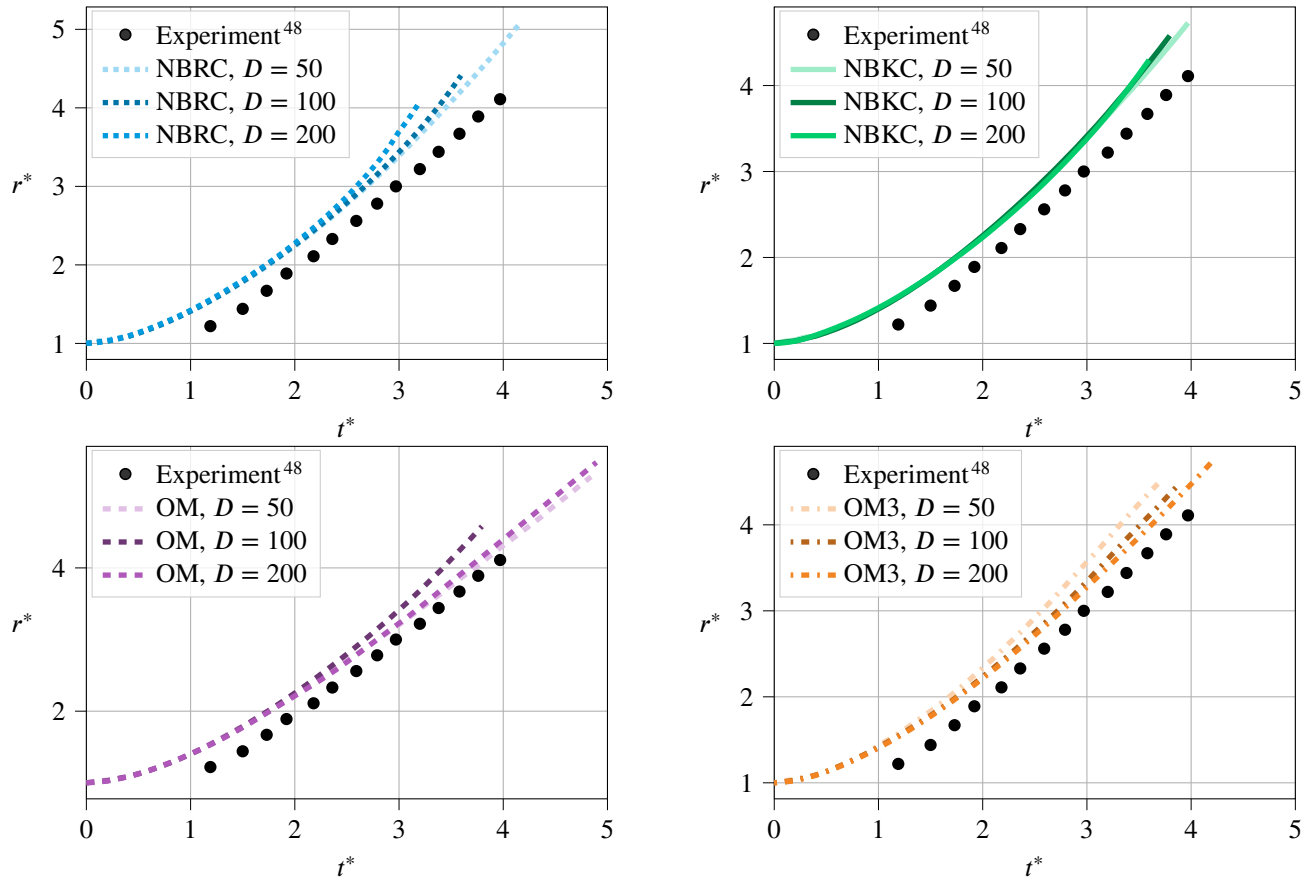 5
4
3
2
1
r*
0
1
2
3
4
5
t*
Experiment⁴⁸
NBRC, D = 50
NBRC, D = 100
NBRC, D = 200
4
3
2
1
r*
0
1
2
3
4
5
t*
Experiment⁴⁸
NBKC, D = 50
NBKC, D = 100
NBKC, D = 200
4
2
r*
0
1
2
3
4
5
t*
Experiment⁴⁸
OM, D = 50
OM, D = 100
OM, D = 200
4
3
2
1
r*
0
1
2
3
4
5
t*
Experiment⁴⁸
OM3, D = 50
OM3, D = 100
OM3, D = 200